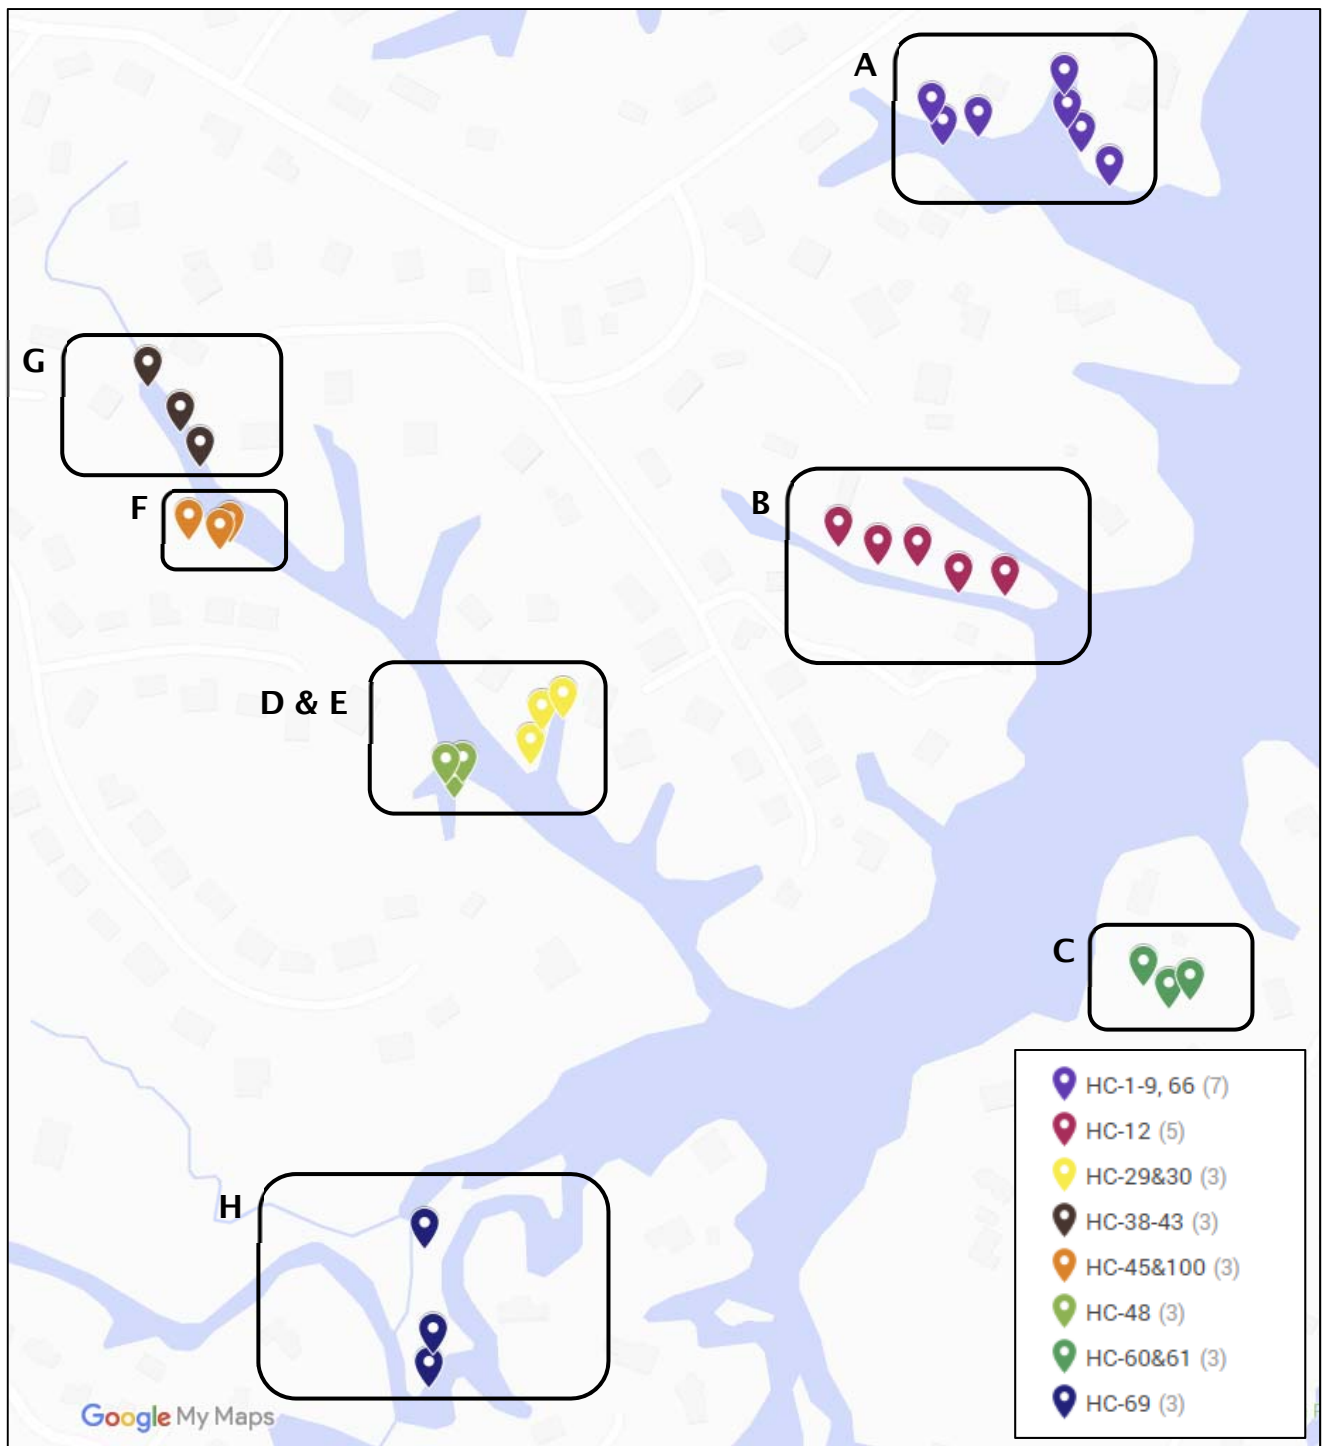 A
G
F
B
D & E
C
HC-1-9, 66 (7)
HC-12 (5)
HC-29&30 (3)
HC-38-43 (3)
HC-45&100 (3)
HC-48 (3)
HC-60&61 (3)
HC-69 (3)
H
Google My Maps